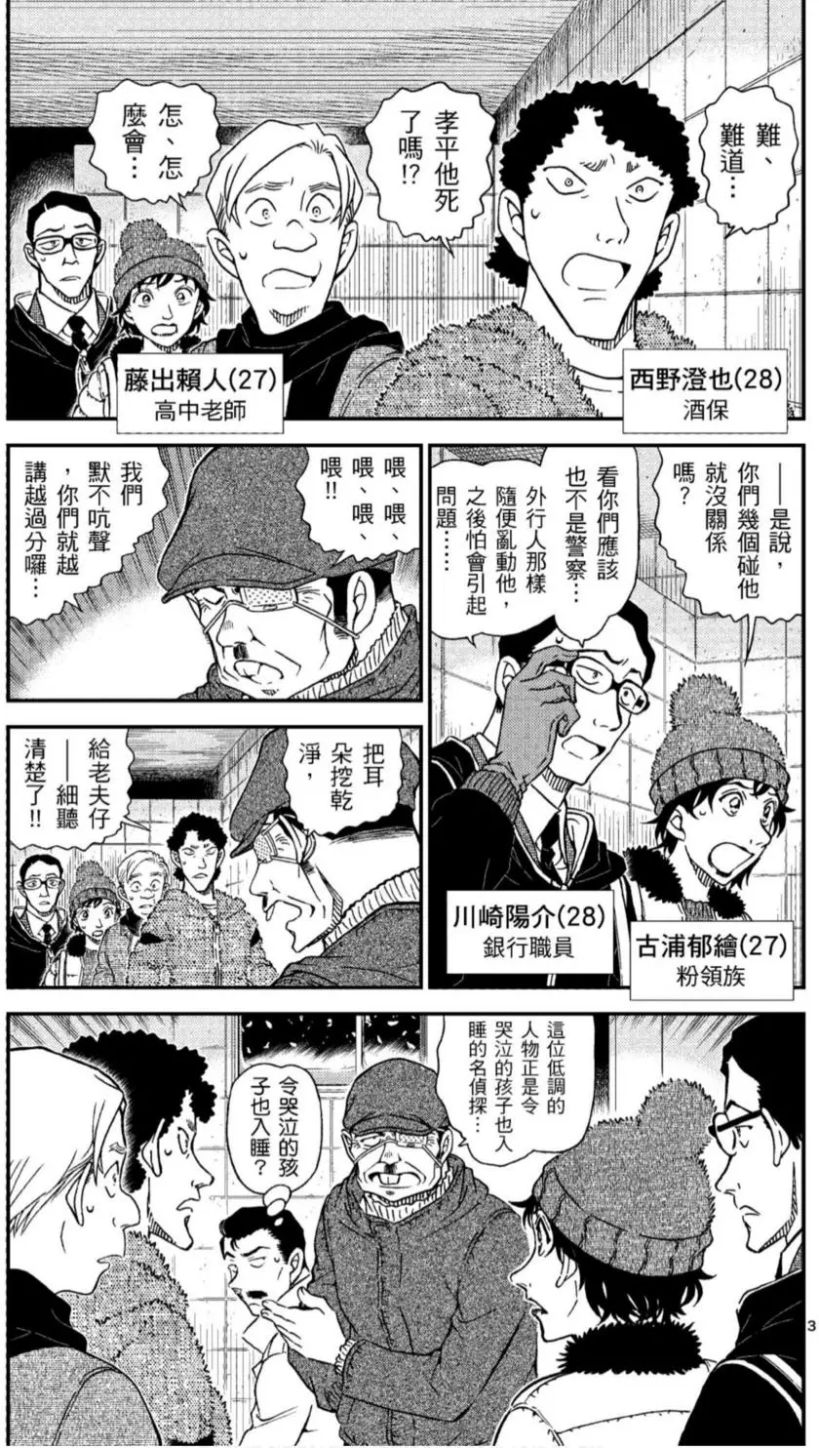 難、
難道⋯
孝平他死
了嗎!?
怎、怎
麼會⋯
西野澄也(28)
酒保
藤出賴人(27)
高中老師
——是說，
你們幾個碰他
就沒關係
嗎？
看你們應該
也不是警察⋯
外行人那樣
隨便亂動他，
之後怕會引起
問題⋯⋯
古浦郁繪(27)
粉領族
川崎陽介(28)
銀行職員
喂、喂、
喂、喂、
喂!!
我們
默不吭聲
，你們就越
講越過分囉⋯
把耳
朵挖乾
淨，
給老夫仔
——細聽
清楚了!!
這位低調的
人物正是令
哭泣的孩子也入
睡的名偵探⋯
令哭泣的孩
子也入睡？
3